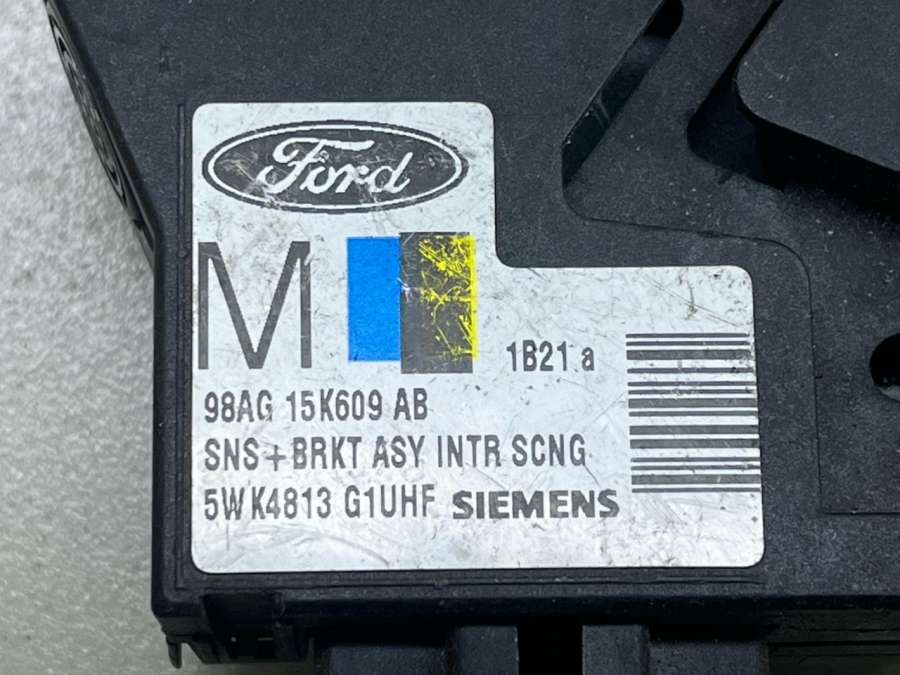 Ford
M
1B21 a
98AG 15K609 AB
SNS+BRKT ASY INTR SCNG
5WK4813 G1UHF SIEMENS